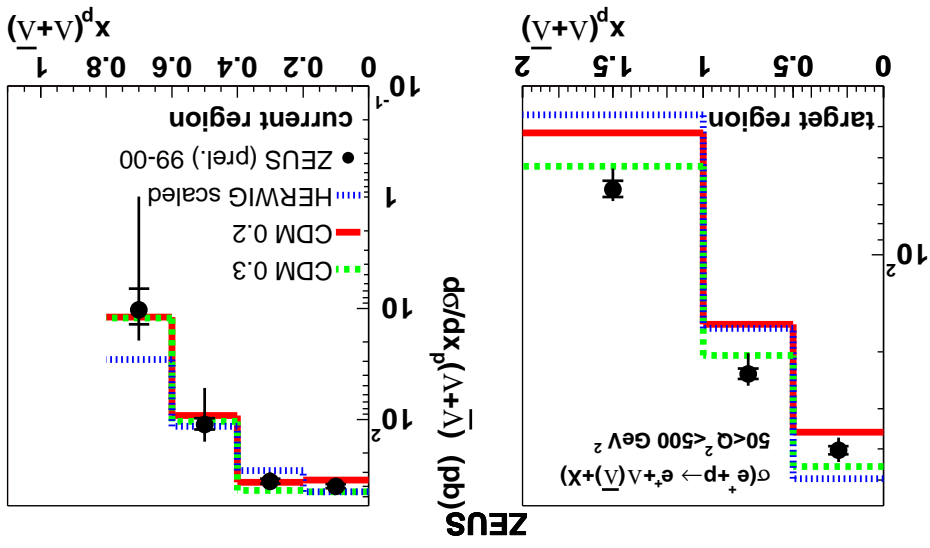 ZEUS
dσ/dx_p(Λ+Λ̅) (pb)
σ(e⁺+p→ e⁺+Λ(Λ̅)+X)
50<Q²<500 GeV²
10²
target region
0 0.5 1 1.5 2
x_p(Λ+Λ̅)
10²
10
CDM 0.3
CDM 0.2
HERWIG scaled
1
ZEUS (prel.) 99-00
current region
10⁻¹
0 0.2 0.4 0.6 0.8 1
x_p(Λ+Λ̅)